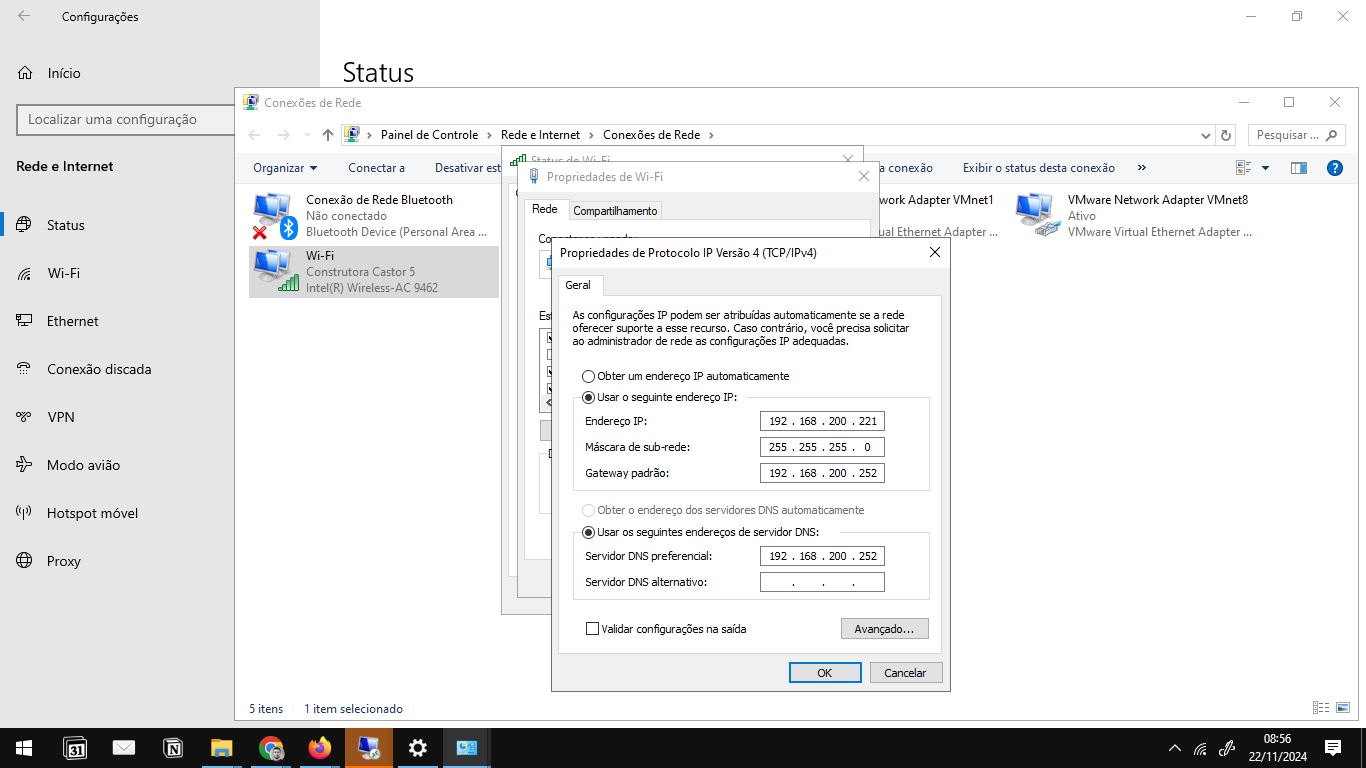 Configurações
Início
Localizar uma configuração
Rede e Internet
Status
Wi-Fi
Ethernet
Conexão discada
VPN
Modo avião
Hotspot móvel
Proxy
Status
Conexões de Rede
Painel de Controle
Rede e Internet
Conexões de Rede
Pesquisar ...
Organizar
Conectar a
Desativar est
a conexão
Exibir o status desta conexão
»
Conexão de Rede Bluetooth
Não conectado
Bluetooth Device (Personal Area ...
Wi-Fi
Construtora Castor 5
Intel(R) Wireless-AC 9462
work Adapter VMnet1
irtual Ethernet Adapter ...
VMware Network Adapter VMnet8
Ativo
VMware Virtual Ethernet Adapter ...
Status de Wi-Fi
Propriedades de Wi-Fi
Rede
Compartilhamento
Est
Propriedades de Protocolo IP Versão 4 (TCP/IPv4)
Geral
As configurações IP podem ser atribuídas automaticamente se a rede
oferecer suporte a esse recurso. Caso contrário, você precisa solicitar
ao administrador de rede as configurações IP adequadas.
Obter um endereço IP automaticamente
Usar o seguinte endereço IP:
Endereço IP:
192 . 168 . 200 . 221
Máscara de sub-rede:
255 . 255 . 255 . 0
Gateway padrão:
192 . 168 . 200 . 252
Obter o endereço dos servidores DNS automaticamente
Usar os seguintes endereços de servidor DNS:
Servidor DNS preferencial:
192 . 168 . 200 . 252
Servidor DNS alternativo:
. . .
Validar configurações na saída
Avançado...
OK
Cancelar
5 itens
1 item selecionado
31
08:56
22/11/2024